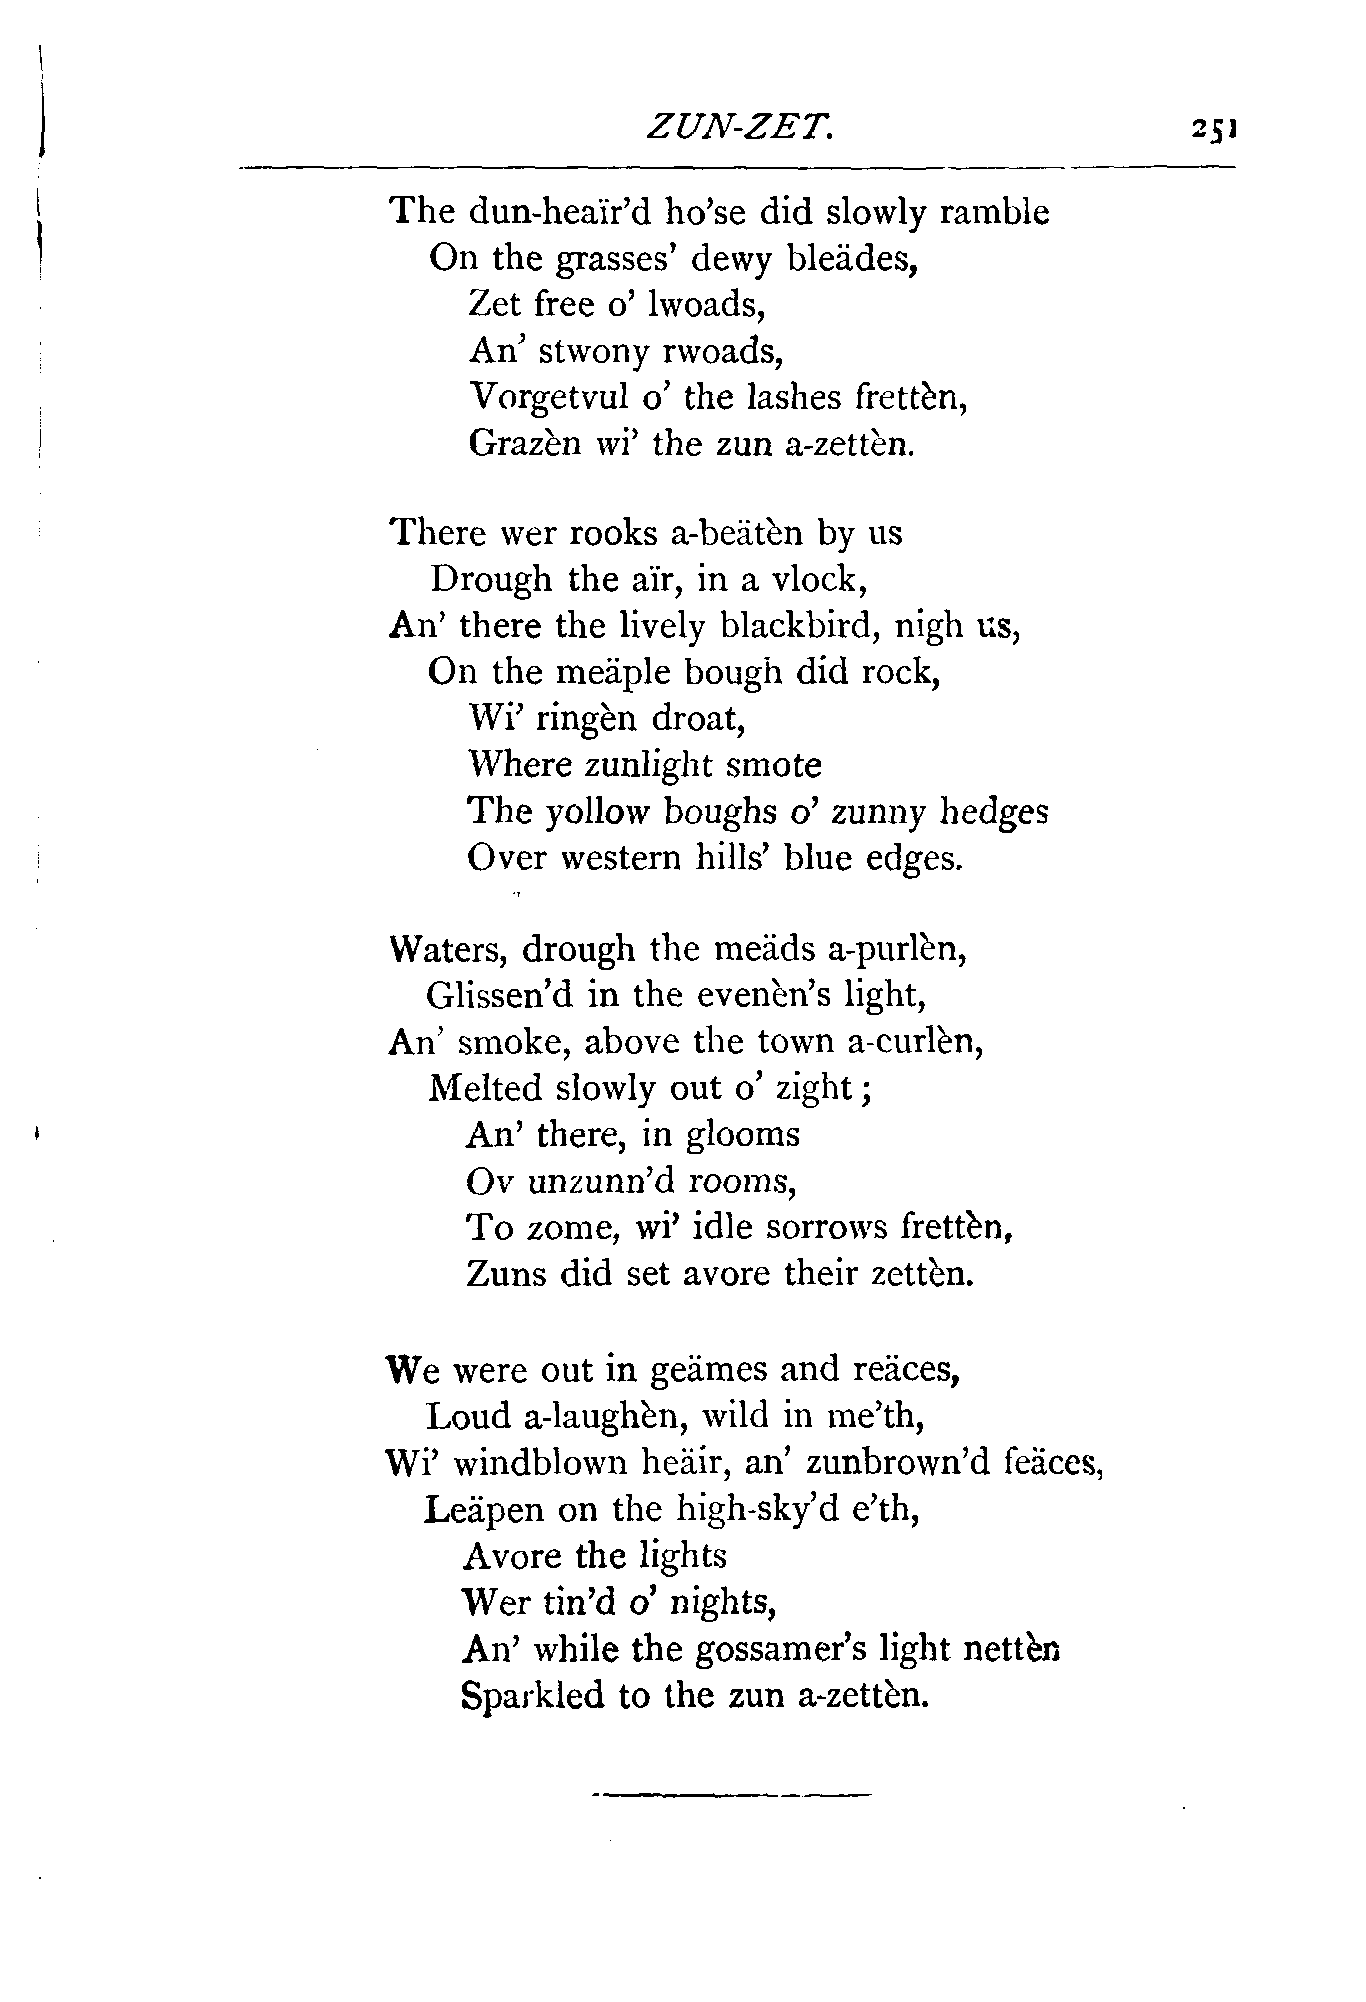 ZUN-ZET. 251
The dun-heaïr'd ho'se did slowly ramble
On the grasses' dewy bleädes,
Zet free o' lwoads,
An' stwony rwoads,
Vorgetvul o' the lashes frettèn,
Grazèn wi' the zun a-zettèn.

There wer rooks a-beätèn by us
Drough the aïr, in a vlock,
An' there the lively blackbird, nigh us,
On the meäple bough did rock,
Wi' ringèn droat,
Where zunlight smote
The yollow boughs o' zunny hedges
Over western hills' blue edges.

Waters, drough the meäds a-purlèn,
Glissen'd in the evenèn's light,
An' smoke, above the town a-curlèn,
Melted slowly out o' zight;
An' there, in glooms
Ov unzunn'd rooms,
To zome, wi' idle sorrows frettèn,
Zuns did set avore their zettèn.

We were out in geämes and reäces,
Loud a-laughèn, wild in me'th,
Wi' windblown heäir, an' zunbrown'd feäces,
Leäpen on the high-sky'd e'th,
Avore the lights
Wer tin'd o' nights,
An' while the gossamer's light nettèn
Sparkled to the zun a-zettèn.